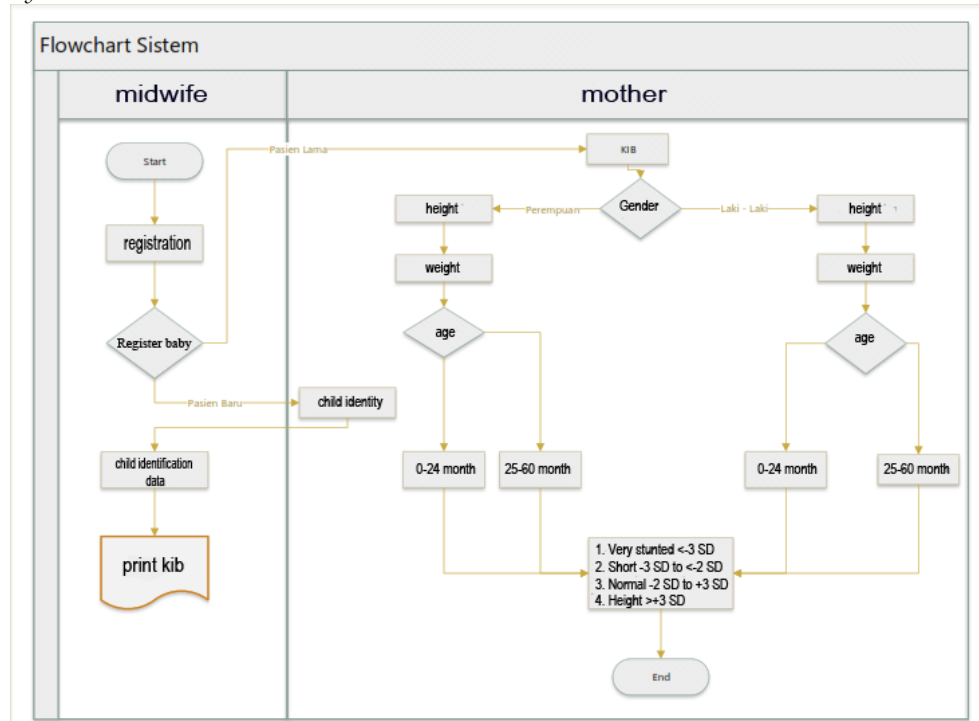 Flowchart Sistem
midwife
mother
Start
Pasien Lama
KIB
Gender
Perempuan
Laki - Laki
height
height
registration
weight
weight
Register baby
age
age
Pasien Baru
child identity
child identification
data
0-24 month
25-60 month
0-24 month
25-60 month
print kib
1. Very stunted <-3 SD
2. Short -3 SD to <-2 SD
3. Normal -2 SD to +3 SD
4. Height >+3 SD
End